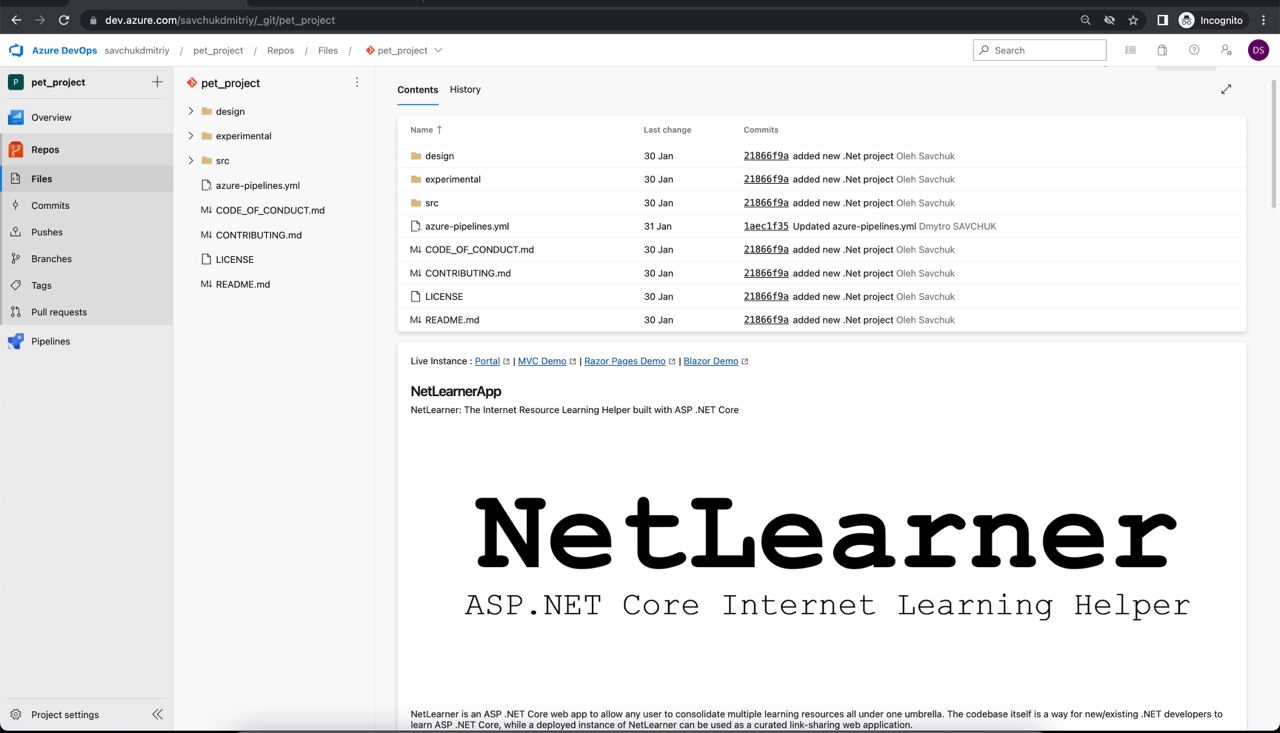 dev.azure.com/savchukdmitriy/_git/pet_project
Incognito
Azure DevOps savchukdmitriy / pet_project / Repos / Files / pet_project
Search
DS
P pet_project
Overview
Repos
Files
Commits
Pushes
Branches
Tags
Pull requests
Pipelines
Project settings
pet_project
design
experimental
src
azure-pipelines.yml
M↓ CODE_OF_CONDUCT.md
M↓ CONTRIBUTING.md
LICENSE
M↓ README.md
Contents History
Name ↑ Last change Commits
design 30 Jan 21866f9a added new .Net project Oleh Savchuk
experimental 30 Jan 21866f9a added new .Net project Oleh Savchuk
src 30 Jan 21866f9a added new .Net project Oleh Savchuk
azure-pipelines.yml 31 Jan 1aec1f35 Updated azure-pipelines.yml Dmytro SAVCHUK
M↓ CODE_OF_CONDUCT.md 30 Jan 21866f9a added new .Net project Oleh Savchuk
M↓ CONTRIBUTING.md 30 Jan 21866f9a added new .Net project Oleh Savchuk
LICENSE 30 Jan 21866f9a added new .Net project Oleh Savchuk
M↓ README.md 30 Jan 21866f9a added new .Net project Oleh Savchuk
Live Instance : Portal | MVC Demo | Razor Pages Demo | Blazor Demo
NetLearnerApp
NetLearner: The Internet Resource Learning Helper built with ASP .NET Core
NetLearner
ASP.NET Core Internet Learning Helper
NetLearner is an ASP .NET Core web app to allow any user to consolidate multiple learning resources all under one umbrella. The codebase itself is a way for new/existing .NET developers to
learn ASP .NET Core, while a deployed instance of NetLearner can be used as a curated link-sharing web application.